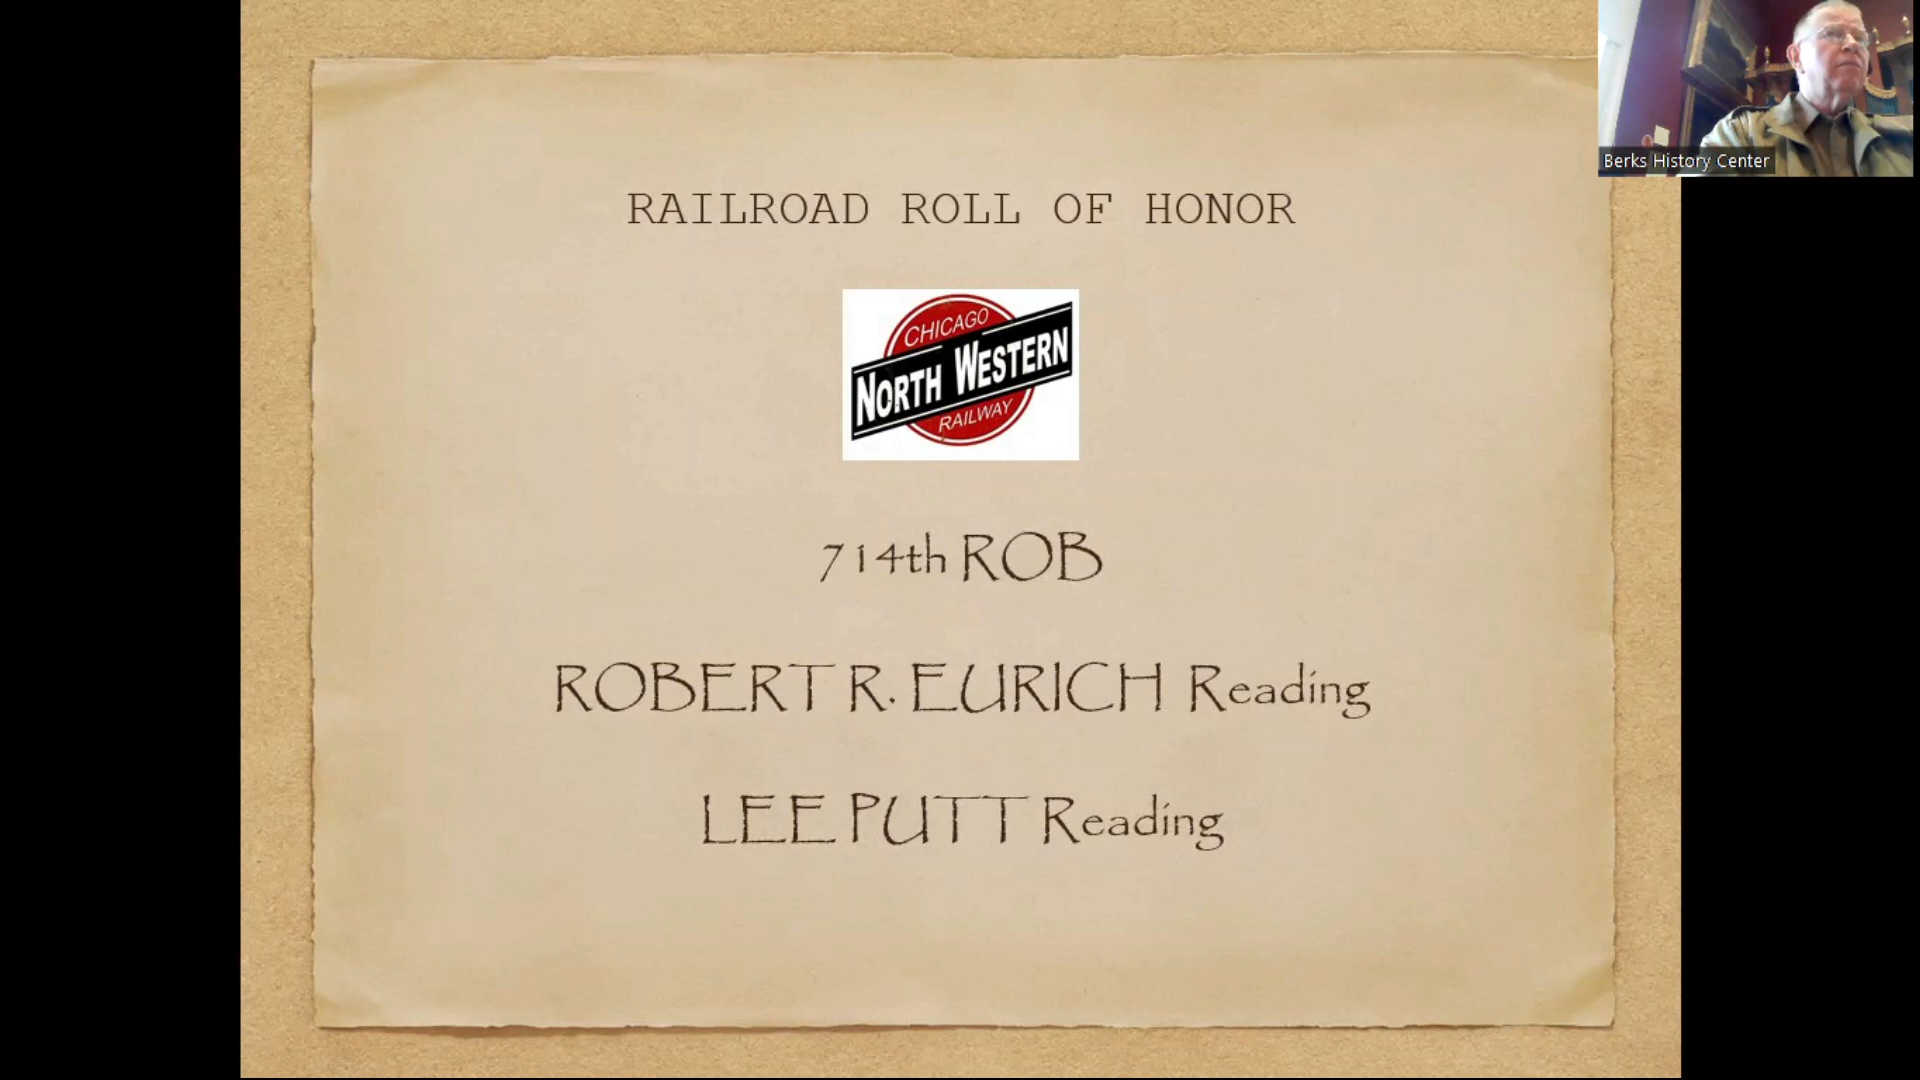 Berks History Center
RAILROAD ROLL OF HONOR
CHICAGO
NORTH WESTERN
RAILWAY
714th ROB
ROBERT R. EURICH Reading
LEE PUTT Reading